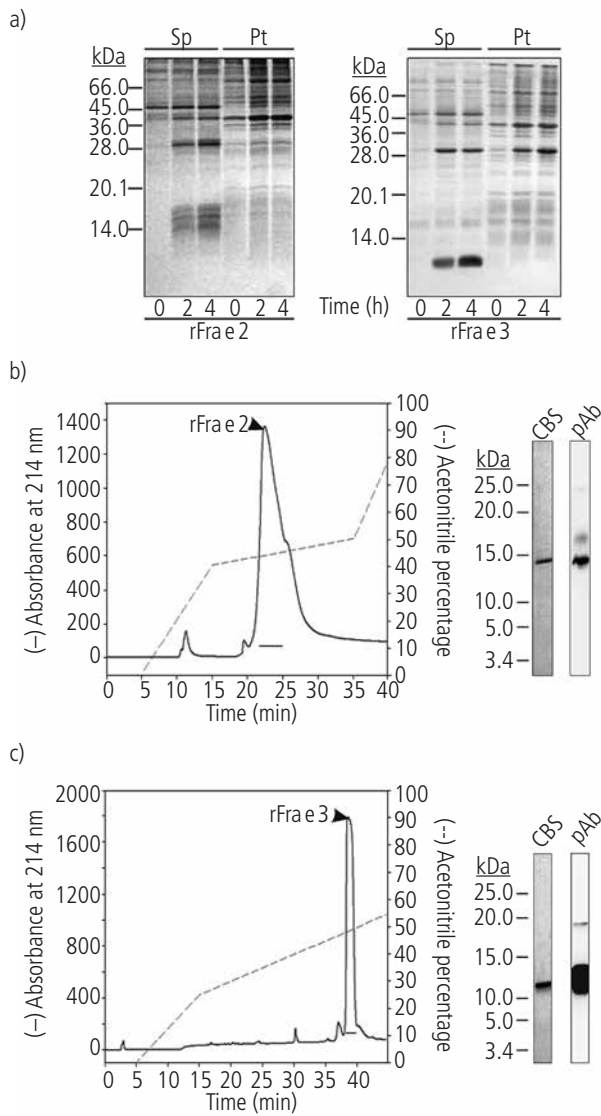 a)
kDa Sp Pt kDa Sp Pt
66.0 66.0
45.0 45.0
36.0 36.0
28.0 28.0
20.1 20.1
14.0 14.0
0 2 4 0 2 4 Time (h) 0 2 4 0 2 4
rFra e 2 rFra e 3
b)
(–) Absorbance at 214 nm
1400
1200
1000
800
600
400
200
0
rFra e 2
0 5 10 15 20 25 30 35 40
Time (min)
100
90
80
70
60
50
40
30
20
10
0
(--) Acetonitrile percentage
CBS pAb
kDa
25.0
20.0
15.0
10.0
5.0
3.4
c)
(–) Absorbance at 214 nm
2000
1600
1200
800
400
0
rFra e 3
0 5 10 15 20 25 30 35 40
Time (min)
100
90
80
70
60
50
40
30
20
10
0
(--) Acetonitrile percentage
CBS pAb
kDa
25.0
20.0
15.0
10.0
5.0
3.4